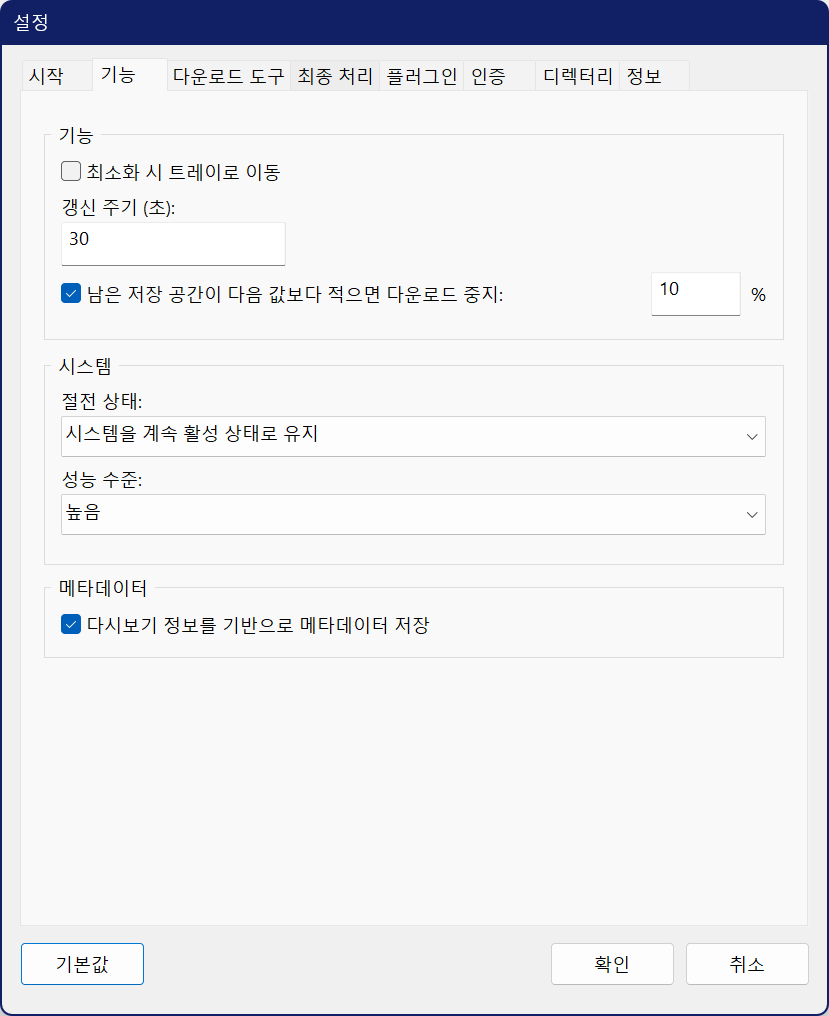 설정
시작 기능 다운로드 도구 최종 처리 플러그인 인증 디렉터리 정보
기능
최소화 시 트레이로 이동
갱신 주기 (초):
30
남은 저장 공간이 다음 값보다 적으면 다운로드 중지: 10 %
시스템
절전 상태:
시스템을 계속 활성 상태로 유지
성능 수준:
높음
메타데이터
다시보기 정보를 기반으로 메타데이터 저장
기본값 확인 취소